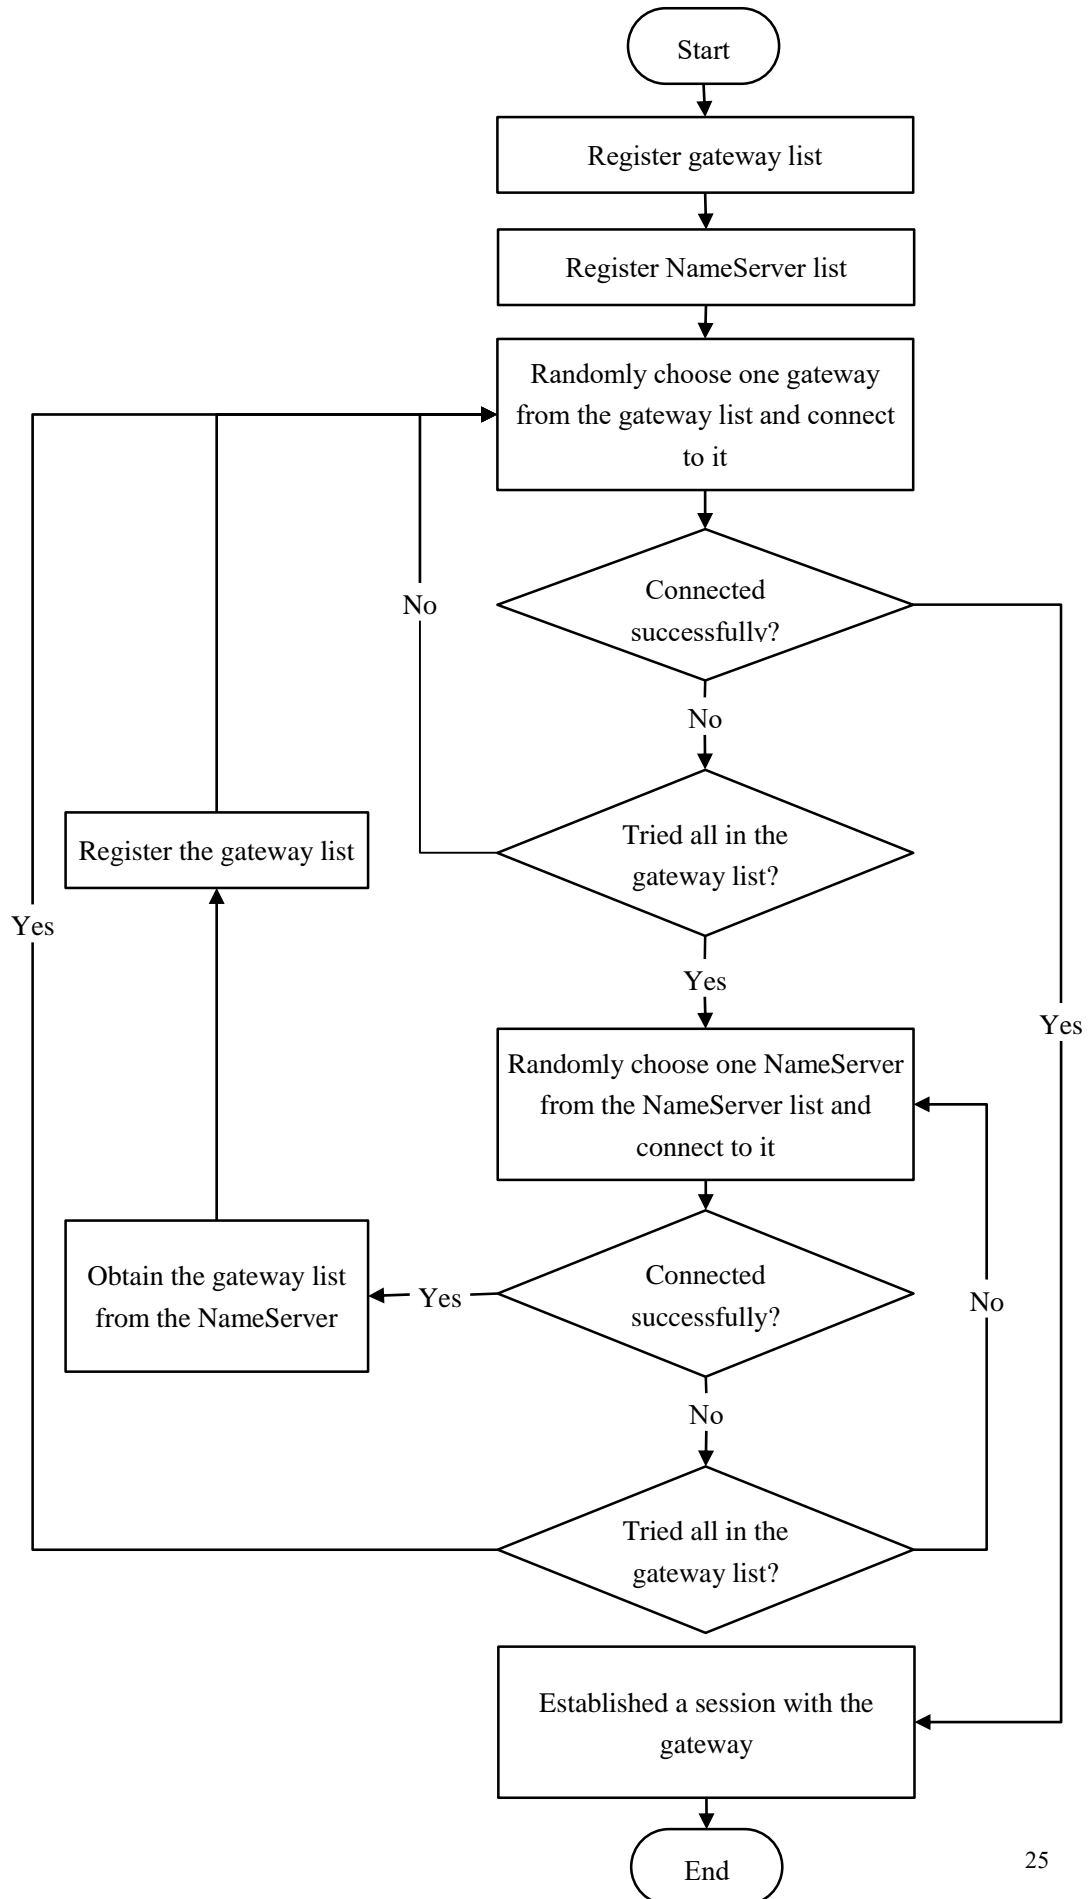 Start
Register gateway list
Register NameServer list
Randomly choose one gateway
from the gateway list and connect
to it
Connected
successfully?
No
No
Tried all in the
gateway list?
Register the gateway list
Yes
Yes
Yes
Randomly choose one NameServer
from the NameServer list and
connect to it
Obtain the gateway list
from the NameServer
Yes
Connected
successfully?
No
No
Tried all in the
gateway list?
Established a session with the
gateway
End
25